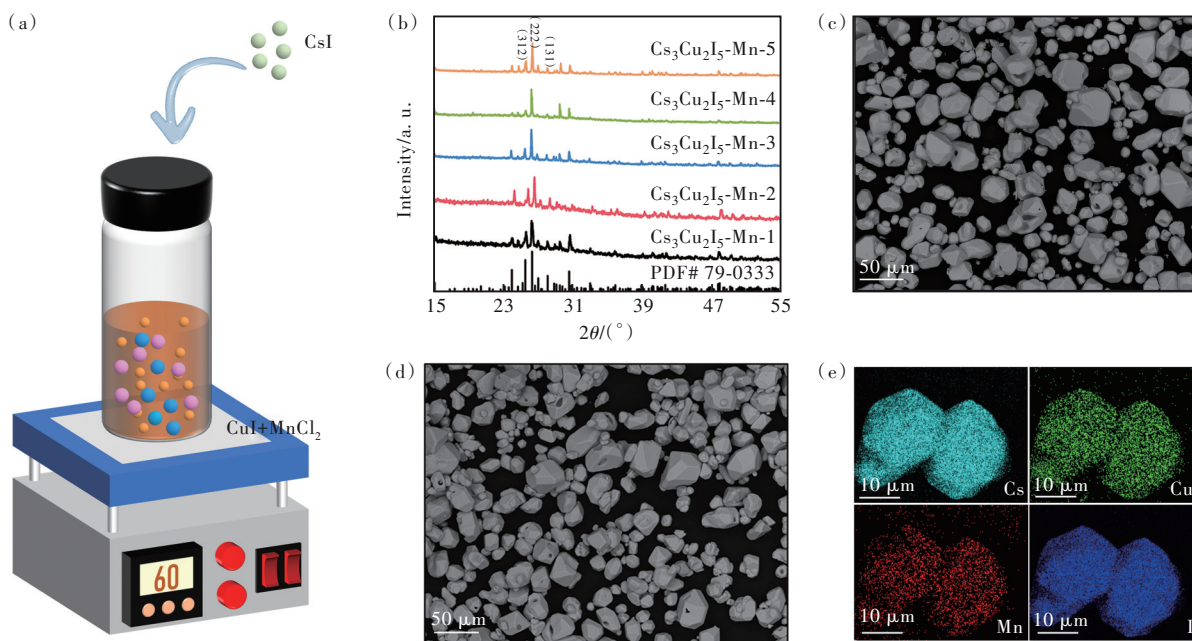 (a)
CsI
CuI+MnCl₂
60
(b)
Intensity/a. u.
(312)
(222)
(131)
Cs₃Cu₂I₅-Mn-5
Cs₃Cu₂I₅-Mn-4
Cs₃Cu₂I₅-Mn-3
Cs₃Cu₂I₅-Mn-2
Cs₃Cu₂I₅-Mn-1
PDF# 79-0333
15 23 31 39 47 55
2θ/(°)
(c)
50 μm
(d)
50 μm
(e)
10 μm Cs
10 μm Cu
10 μm Mn
10 μm I